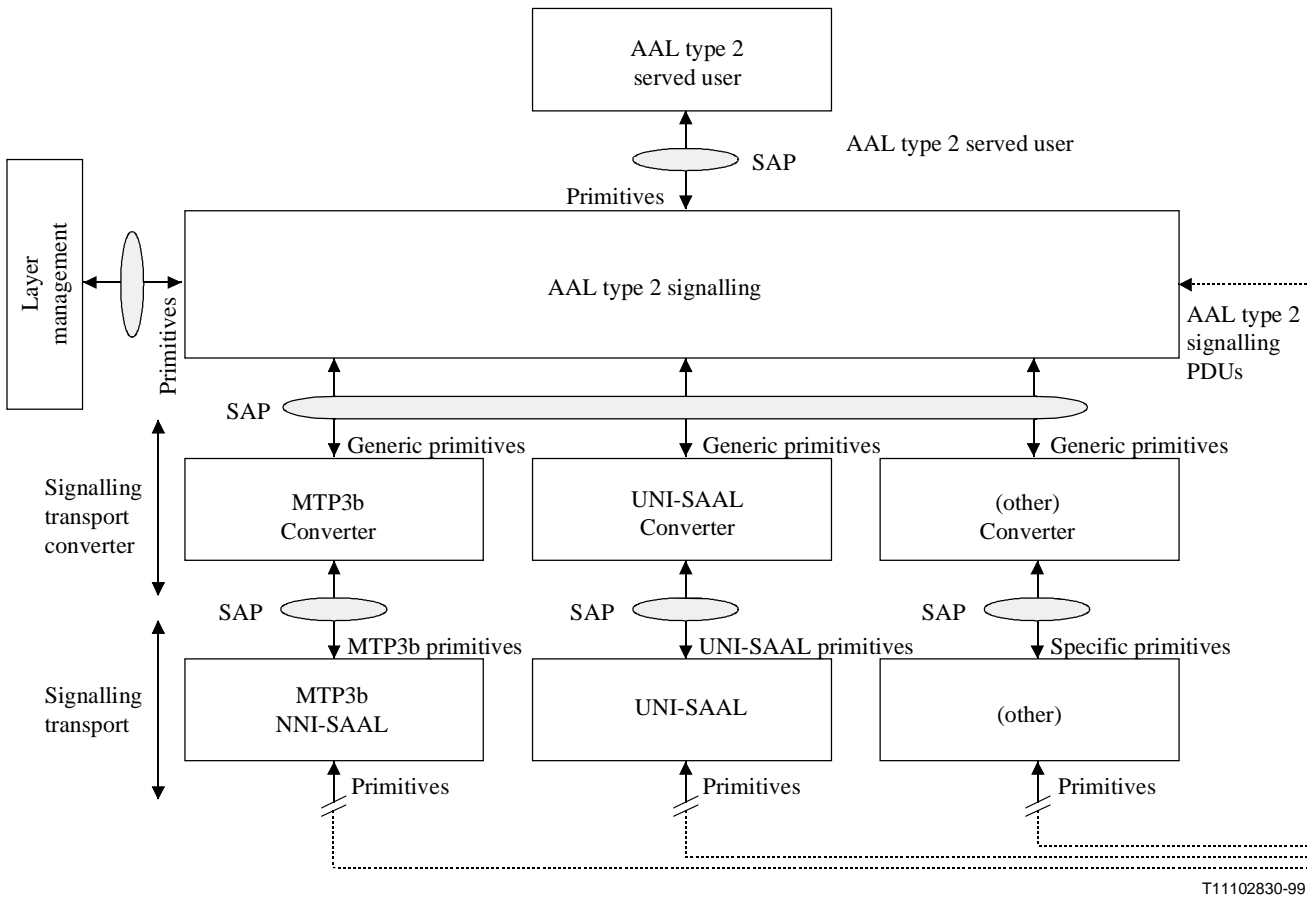 AAL type 2
served user
AAL type 2 served user
SAP
Primitives
Layer
management
Primitives
AAL type 2 signalling
AAL type 2
signalling
PDUs
SAP
Generic primitives
Generic primitives
Generic primitives
Signalling
transport
converter
MTP3b
Converter
UNI-SAAL
Converter
(other)
Converter
SAP
SAP
SAP
MTP3b primitives
UNI-SAAL primitives
Specific primitives
Signalling
transport
MTP3b
NNI-SAAL
UNI-SAAL
(other)
Primitives
Primitives
Primitives
T11102830-99